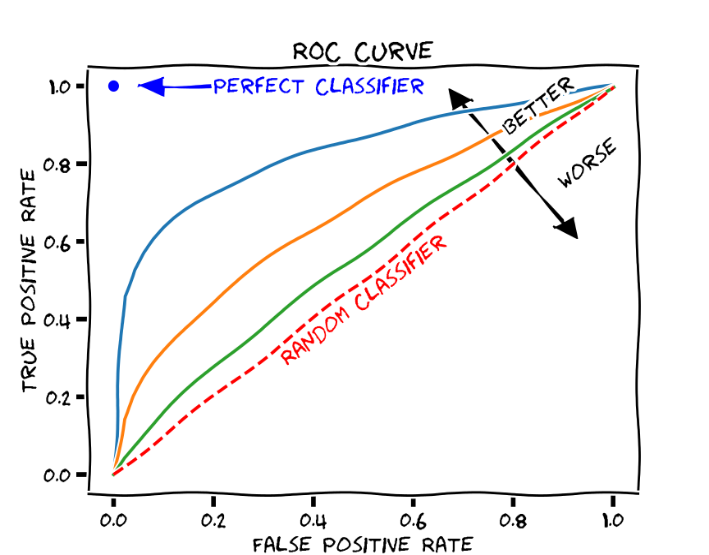 ROC CURVE
PERFECT CLASSIFIER
BETTER
WORSE
RANDOM CLASSIFIER
TRUE POSITIVE RATE
1.0
0.8
0.6
0.4
0.2
0.0
0.0 0.2 0.4 0.6 0.8 1.0
FALSE POSITIVE RATE